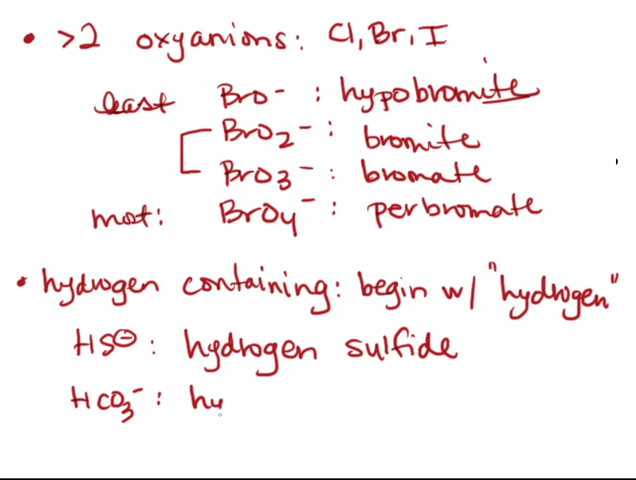 • >2 oxyanions: Cl, Br, I
least BrO⁻ : hypobromite
BrO₂⁻ : bromite
BrO₃⁻ : bromate
most: BrO₄⁻ : perbromate
• hydrogen containing: begin w/ "hydrogen"
HS⊖ : hydrogen sulfide
HCO₃⁻ : hy